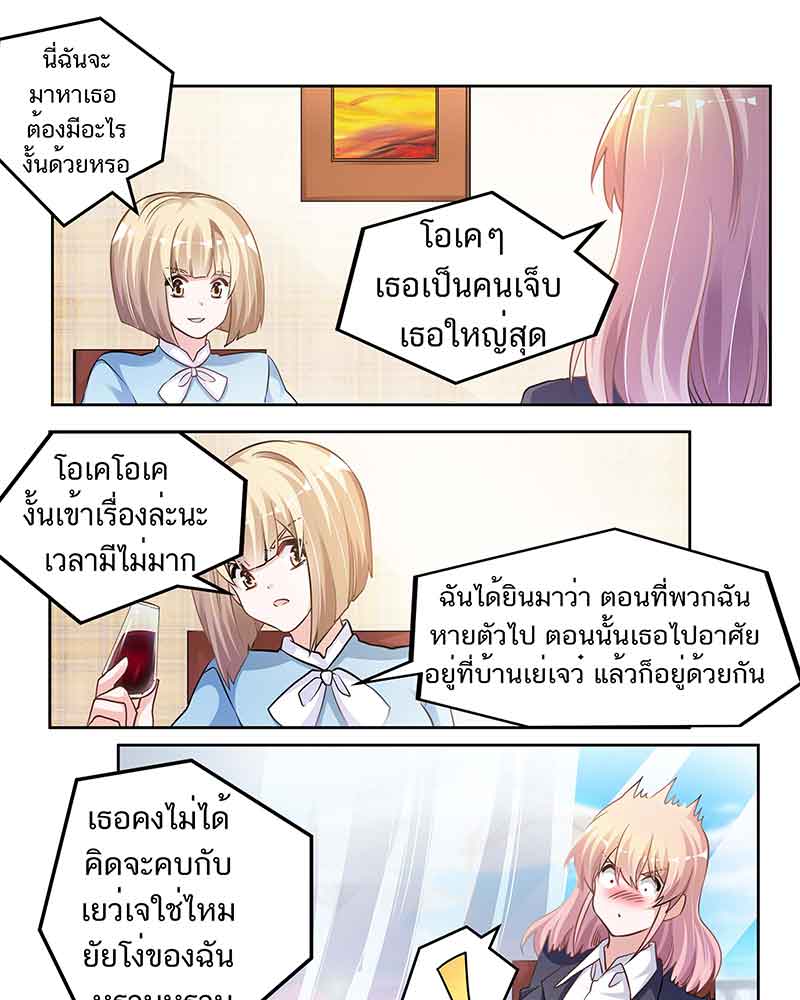 นี่ฉันจะ
มาหาเธอ
ต้องมีอะไร
งั้นด้วยหรอ
โอเคๆ
เธอเป็นคนเจ็บ
เธอใหญ่สุด
โอเคโอเค
งั้นเข้าเรื่องล่ะนะ
เวลามีไม่มาก
ฉันได้ยินมาว่า ตอนที่พวกฉัน
หายตัวไป ตอนนั้นเธอไปอาศัย
อยู่ที่บ้านเย่เจว๋ แล้วก็อยู่ด้วยกัน
เธอคงไม่ได้
คิดจะคบกับ
เยว่เจใช่ไหม
ยัยโง่ของฉัน
!